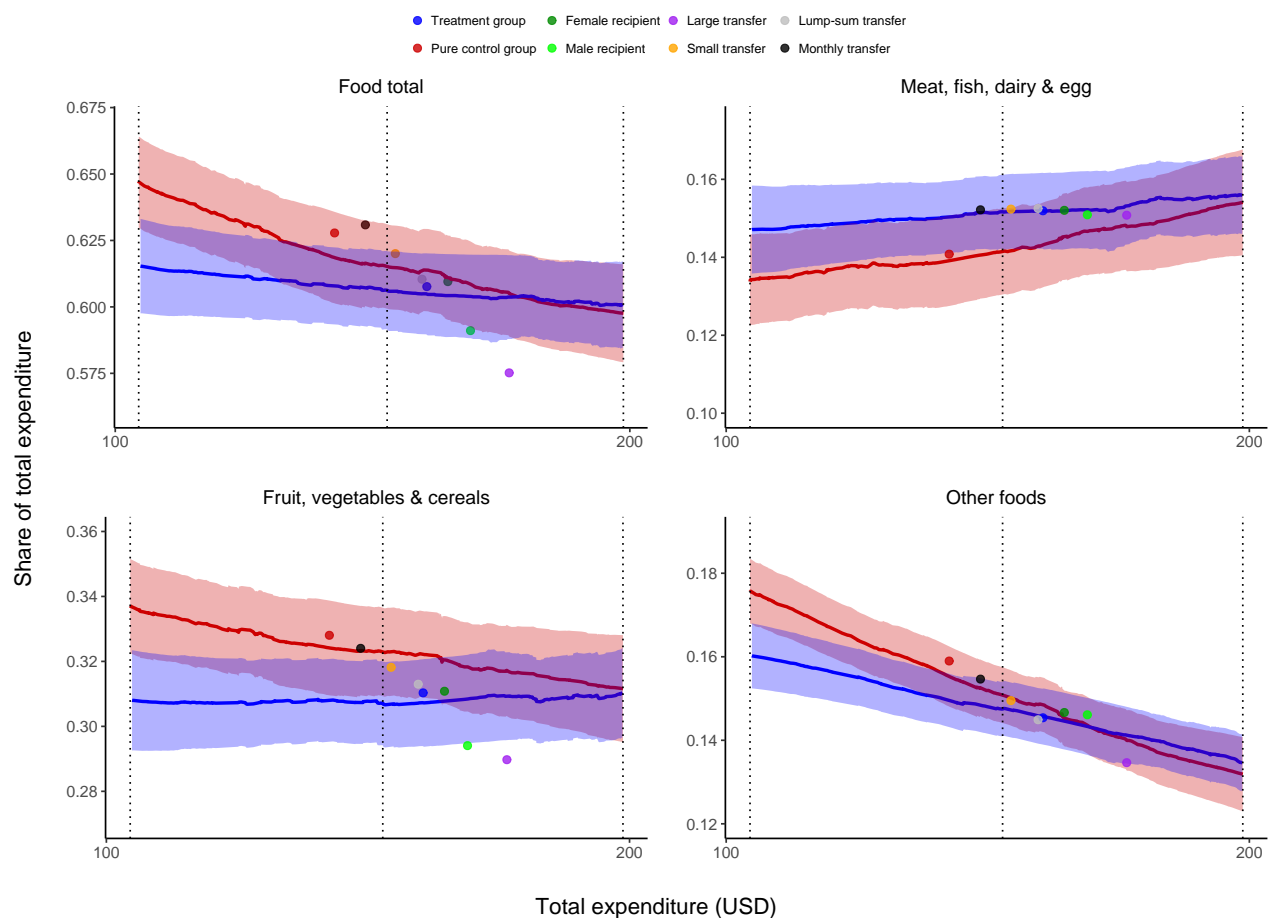 Treatment group Female recipient Large transfer Lump-sum transfer
Pure control group Male recipient Small transfer Monthly transfer
Food total
0.675
0.650
0.625
0.600
0.575
100 200
Meat, fish, dairy & egg
0.16
0.14
0.12
0.10
100 200
Fruit, vegetables & cereals
0.36
0.34
0.32
0.30
0.28
100 200
Other foods
0.18
0.16
0.14
0.12
100 200
Share of total expenditure
Total expenditure (USD)